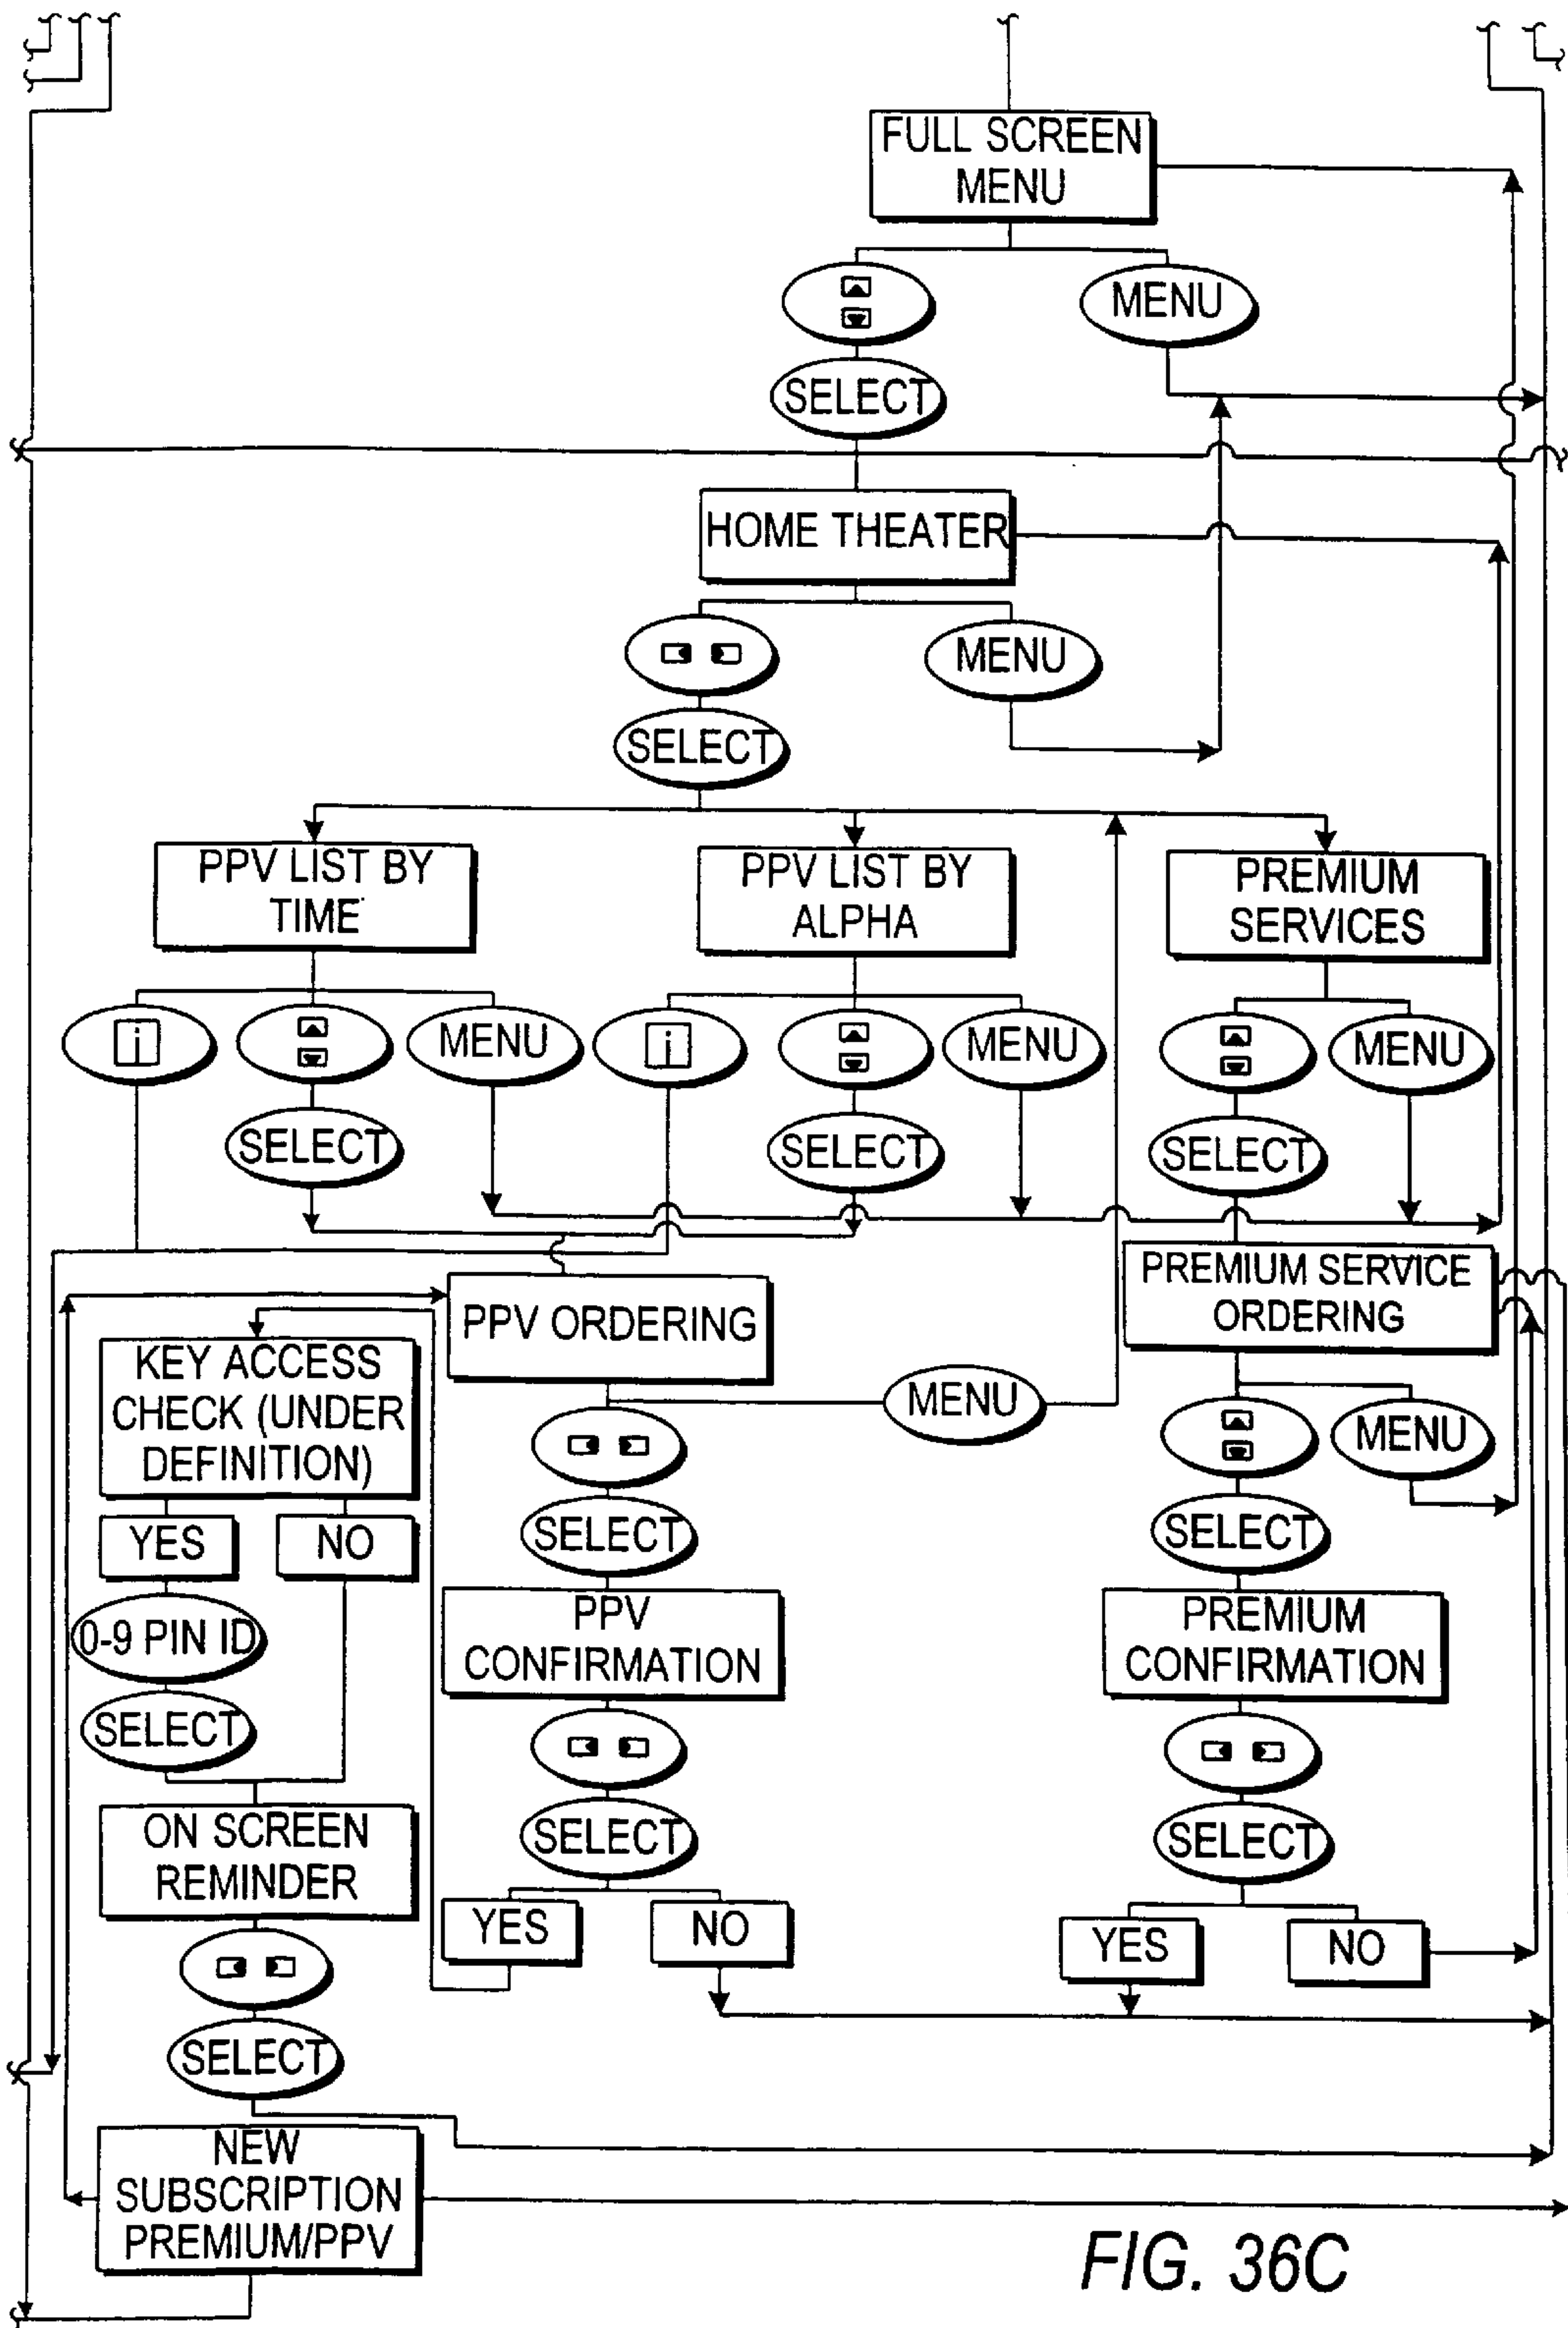 FULL SCREEN
MENU
MENU
SELECT
HOME THEATER
MENU
SELECT
PPV LIST BY
TIME
PPV LIST BY
ALPHA
PREMIUM
SERVICES
i
MENU
i
MENU
MENU
SELECT
SELECT
SELECT
PREMIUM SERVICE
ORDERING
PPV ORDERING
KEY ACCESS
CHECK (UNDER
DEFINITION)
MENU
MENU
YES
NO
SELECT
SELECT
0-9 PIN ID
PPV
CONFIRMATION
PREMIUM
CONFIRMATION
SELECT
ON SCREEN
REMINDER
SELECT
SELECT
YES
NO
YES
NO
SELECT
NEW
SUBSCRIPTION
PREMIUM/PPV
FIG. 36C